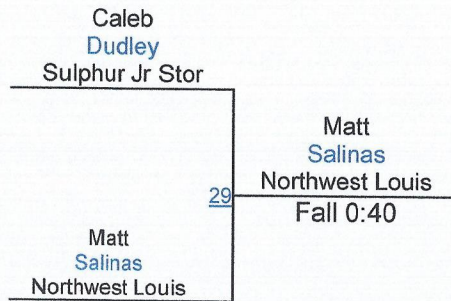 Caleb
Dudley
Sulphur Jr Stor
Matt
Salinas
Northwest Louis
29
Fall 0:40
Matt
Salinas
Northwest Louis